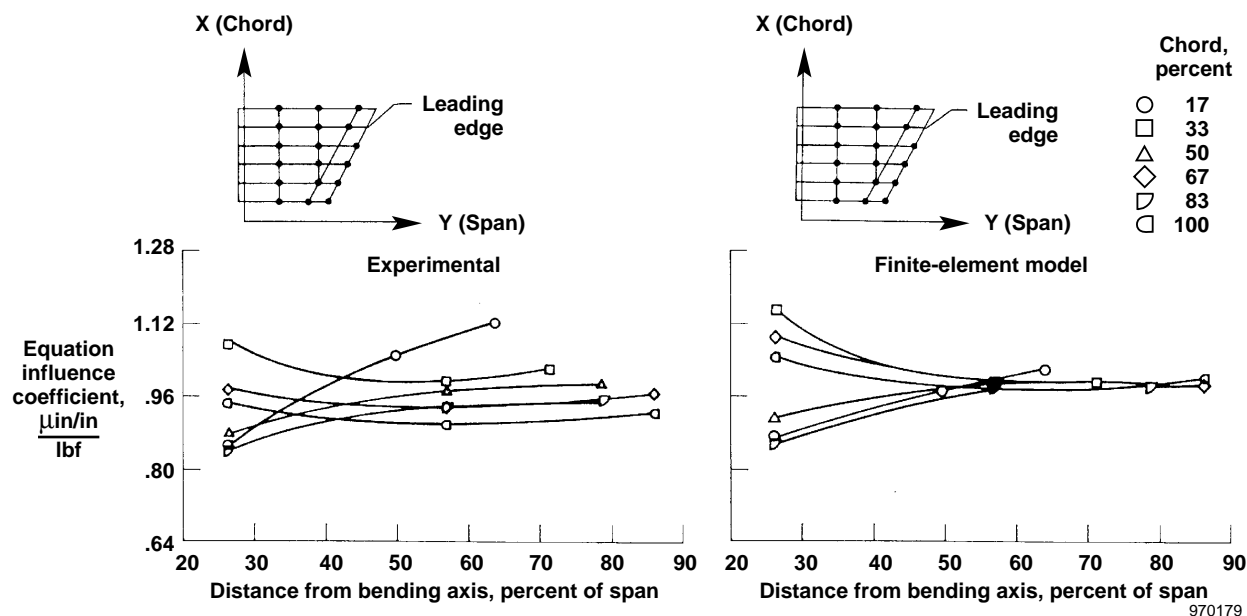 X (Chord)
Leading
edge
Y (Span)
X (Chord)
Leading
edge
Y (Span)
Chord,
percent
17
33
50
67
83
100
Experimental
1.28
1.12
.96
.80
.64
Equation
influence
coefficient,
μin/in
lbf
20 30 40 50 60 70 80 90
Distance from bending axis, percent of span
Finite-element model
20 30 40 50 60 70 80 90
Distance from bending axis, percent of span
970179